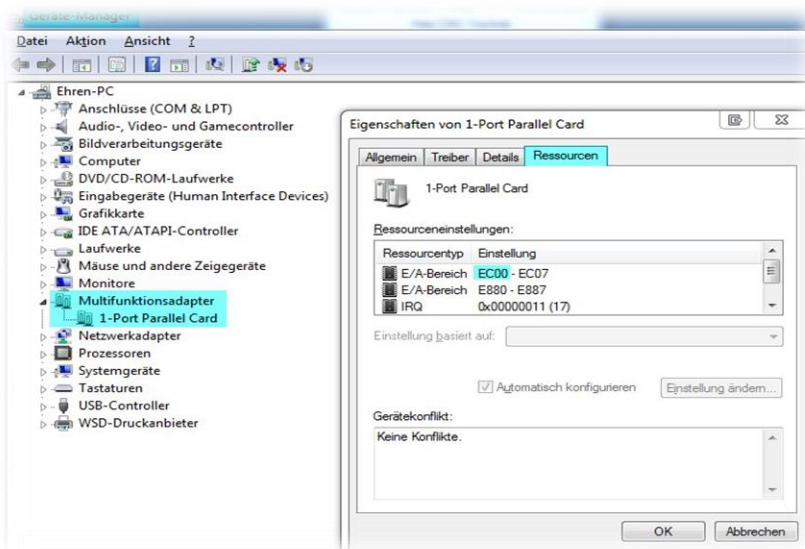 Geräte-Manager
Datei Aktion Ansicht ?
Ehren-PC
Anschlüsse (COM & LPT)
Audio-, Video- und Gamecontroller
Bildverarbeitungsgeräte
Computer
DVD/CD-ROM-Laufwerke
Eingabegeräte (Human Interface Devices)
Grafikkarte
IDE ATA/ATAPI-Controller
Laufwerke
Mäuse und andere Zeigegeräte
Monitore
Multifunktionsadapter
1-Port Parallel Card
Netzwerkadapter
Prozessoren
Systemgeräte
Tastaturen
USB-Controller
WSD-Druckanbieter
Eigenschaften von 1-Port Parallel Card
Allgemein Treiber Details Ressourcen
1-Port Parallel Card
Ressourceneinstellungen:
Ressourcentyp Einstellung
E/A-Bereich EC00 - EC07
E/A-Bereich E880 - E887
IRQ 0x00000011 (17)
Einstellung basiert auf:
Automatisch konfigurieren Einstellung ändern...
Gerätekonflikt:
Keine Konflikte.
OK Abbrechen